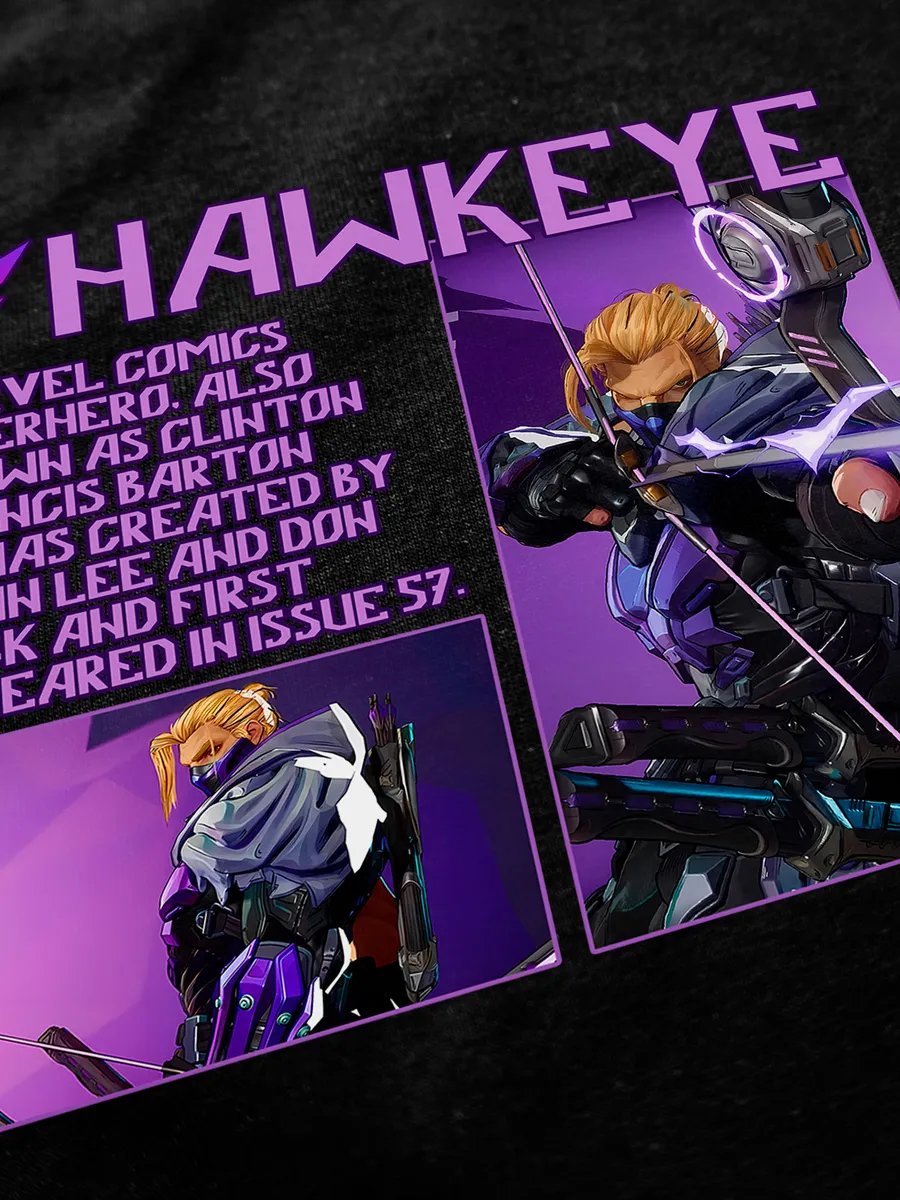 HAWKEYE
VEL COMICS
ERHERO. ALSO
WN AS CLINTON
NCIS BARTON
AS CREATED BY
N LEE AND DON
K AND FIRST
EARED IN ISSUE 57.